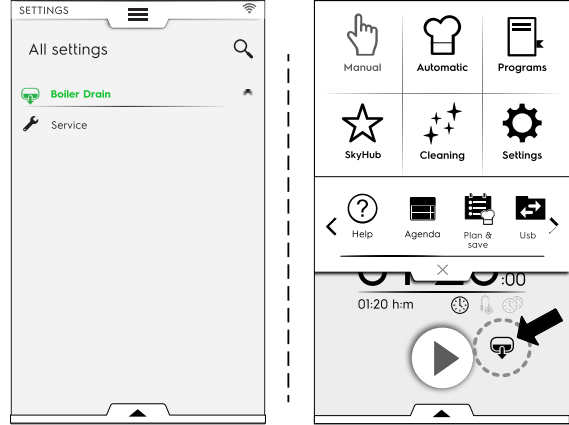 SETTINGS
All settings
Boiler Drain
Service
Manual
Automatic
Programs
SkyHub
Cleaning
Settings
Help
Agenda
Plan &
save
Usb
:00
01:20 h:m